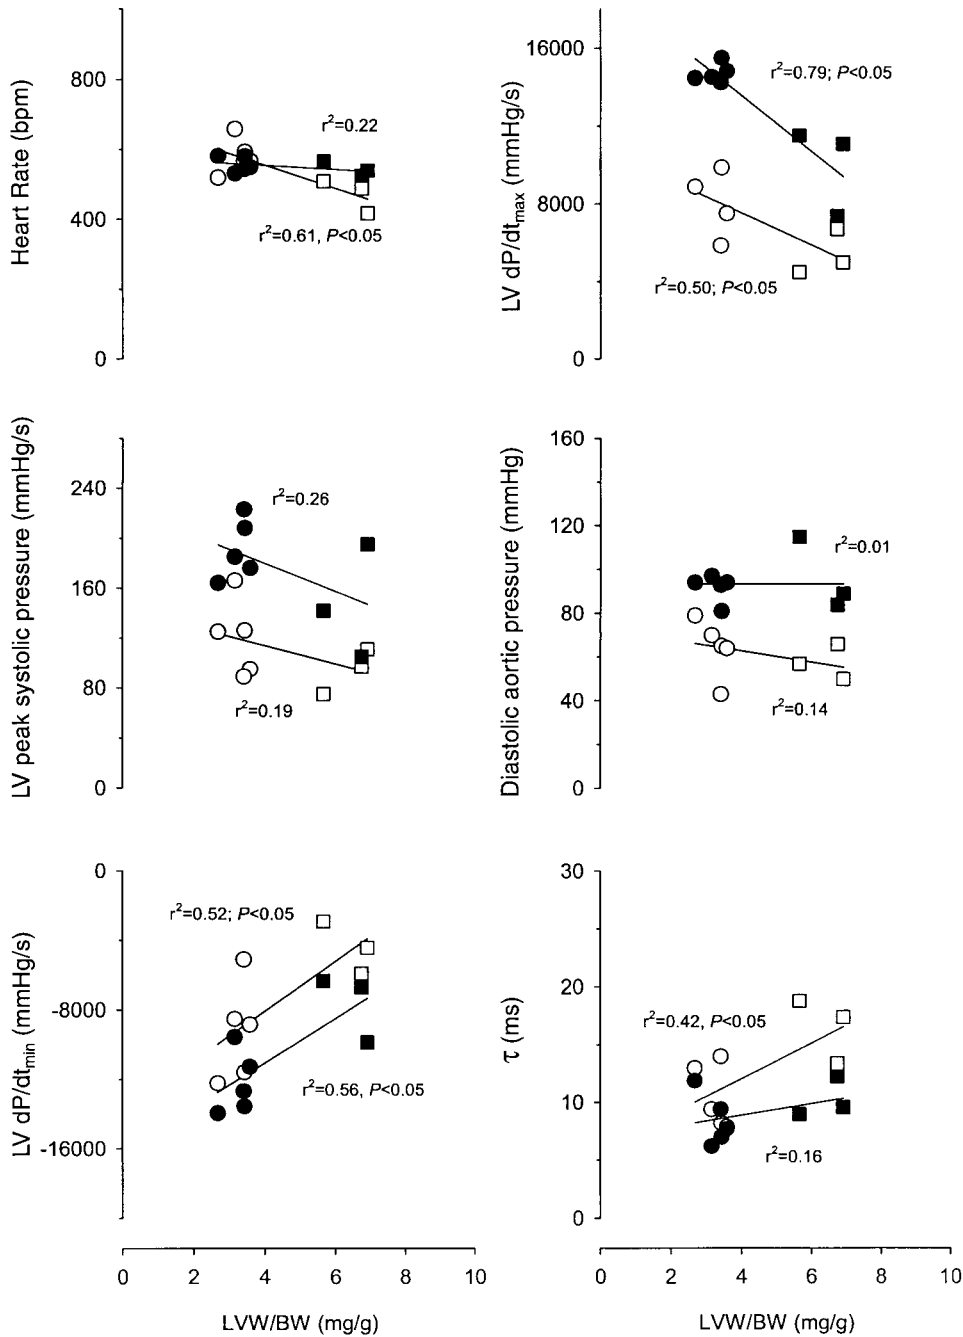 Heart Rate (bpm)
800
400
0
r²=0.22
r²=0.61, P<0.05
LV dP/dtmax (mmHg/s)
16000
8000
0
r²=0.79; P<0.05
r²=0.50; P<0.05
LV peak systolic pressure (mmHg/s)
240
160
80
0
r²=0.26
r²=0.19
Diastolic aortic pressure (mmHg)
160
120
80
40
0
r²=0.01
r²=0.14
LV dP/dtmin (mmHg/s)
0
-8000
-16000
r²=0.52; P<0.05
r²=0.56, P<0.05
0 2 4 6 8 10
LVW/BW (mg/g)
τ (ms)
30
20
10
0
r²=0.42, P<0.05
r²=0.16
0 2 4 6 8 10
LVW/BW (mg/g)